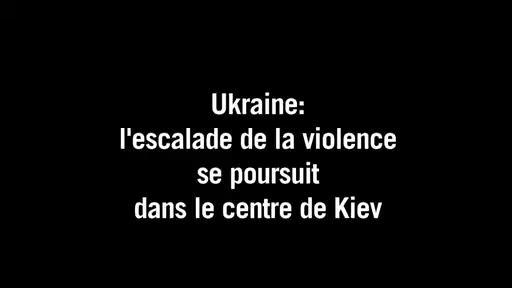 Ukraine:
l'escalade de la violence
se poursuit
dans le centre de Kiev